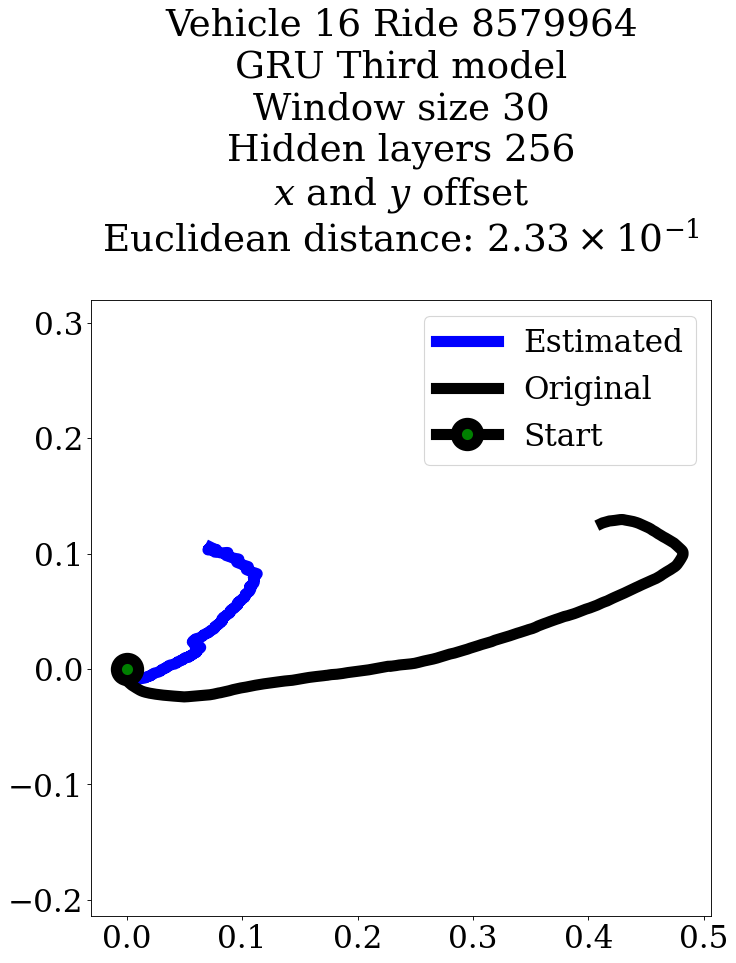 Vehicle 16 Ride 8579964
GRU Third model
Window size 30
Hidden layers 256
x and y offset
Euclidean distance: 2.33 × 10⁻¹
Estimated
Original
Start
0.3
0.2
0.1
0.0
−0.1
−0.2
0.0 0.1 0.2 0.3 0.4 0.5